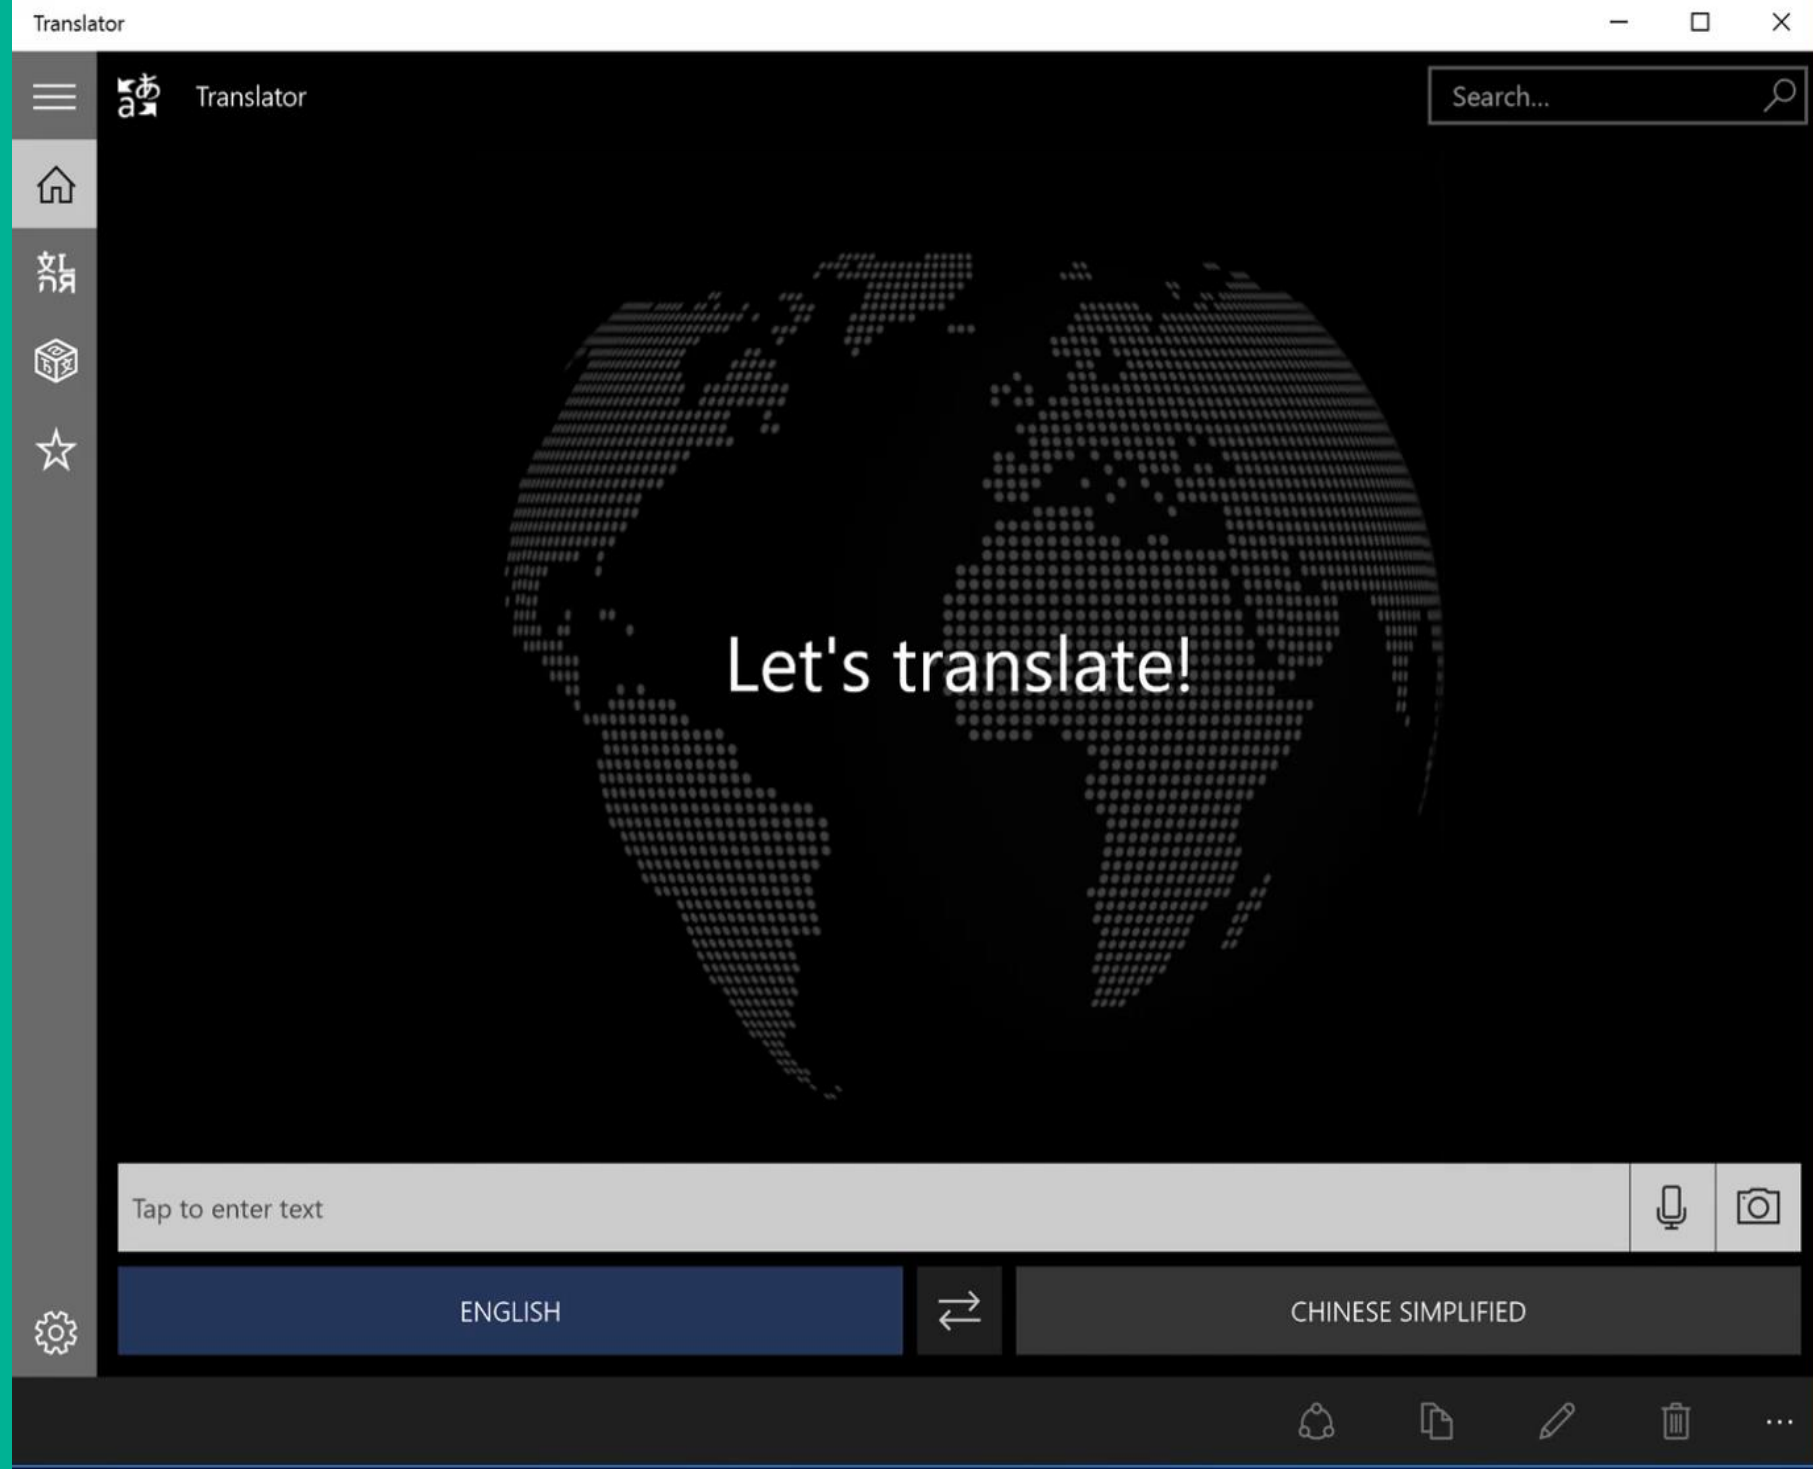 Translator
Translator
Search...
Let's translate!
Tap to enter text
ENGLISH
CHINESE SIMPLIFIED